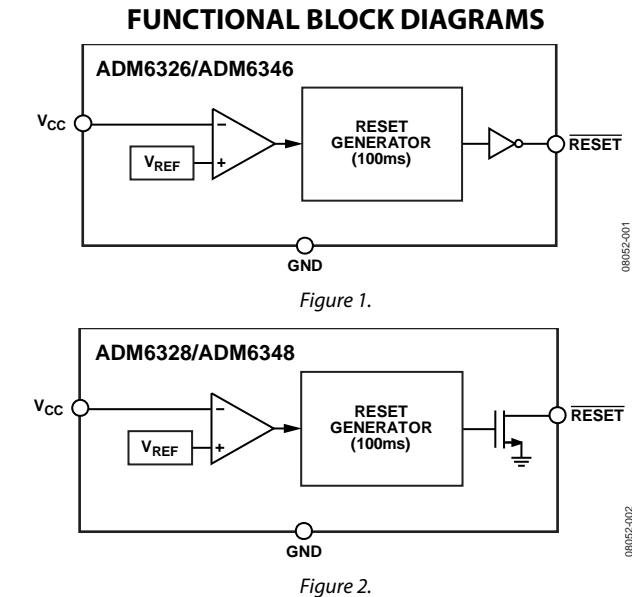 FUNCTIONAL BLOCK DIAGRAMS
ADM6326/ADM6346
VCC
VREF
−
+
RESET
GENERATOR
(100ms)
RESET
GND
08052-001
Figure 1.
ADM6328/ADM6348
VCC
VREF
−
+
RESET
GENERATOR
(100ms)
RESET
GND
08052-002
Figure 2.